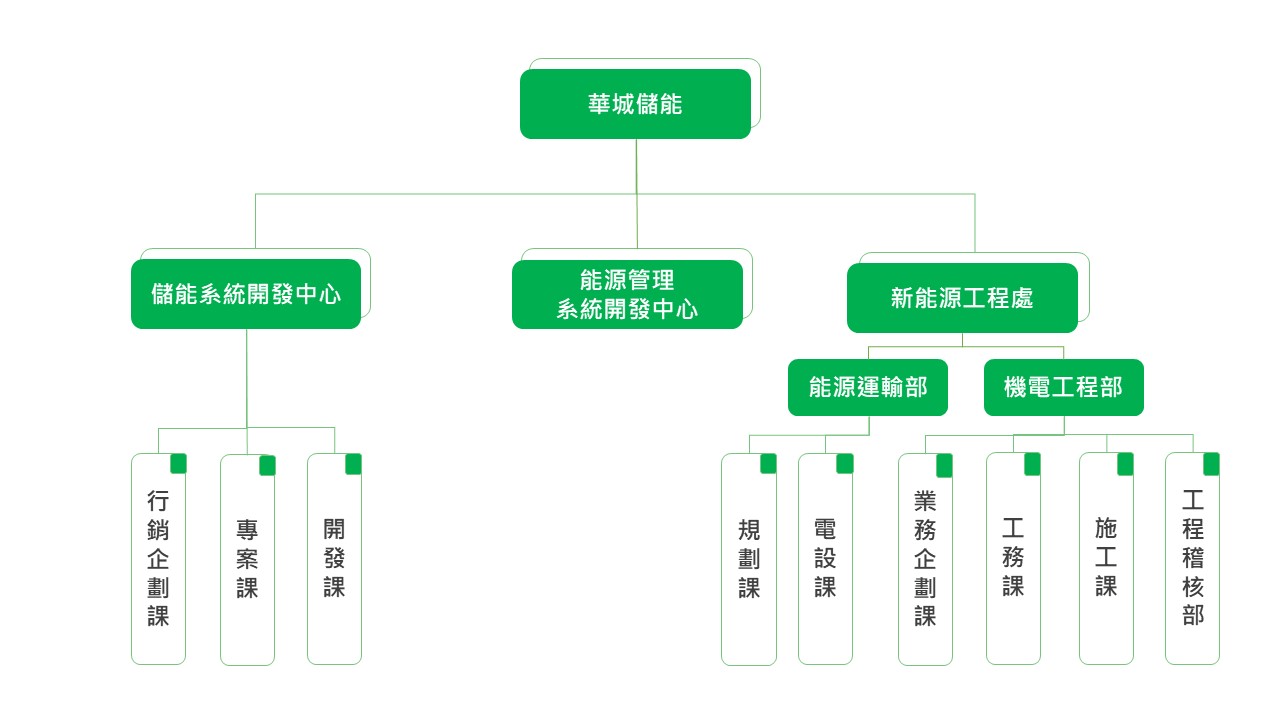 華城儲能
儲能系統開發中心
能源管理
系統開發中心
新能源工程處
能源運輸部
機電工程部
行銷企劃課
專案課
開發課
規劃課
電設課
業務企劃課
工務課
施工課
工程稽核部